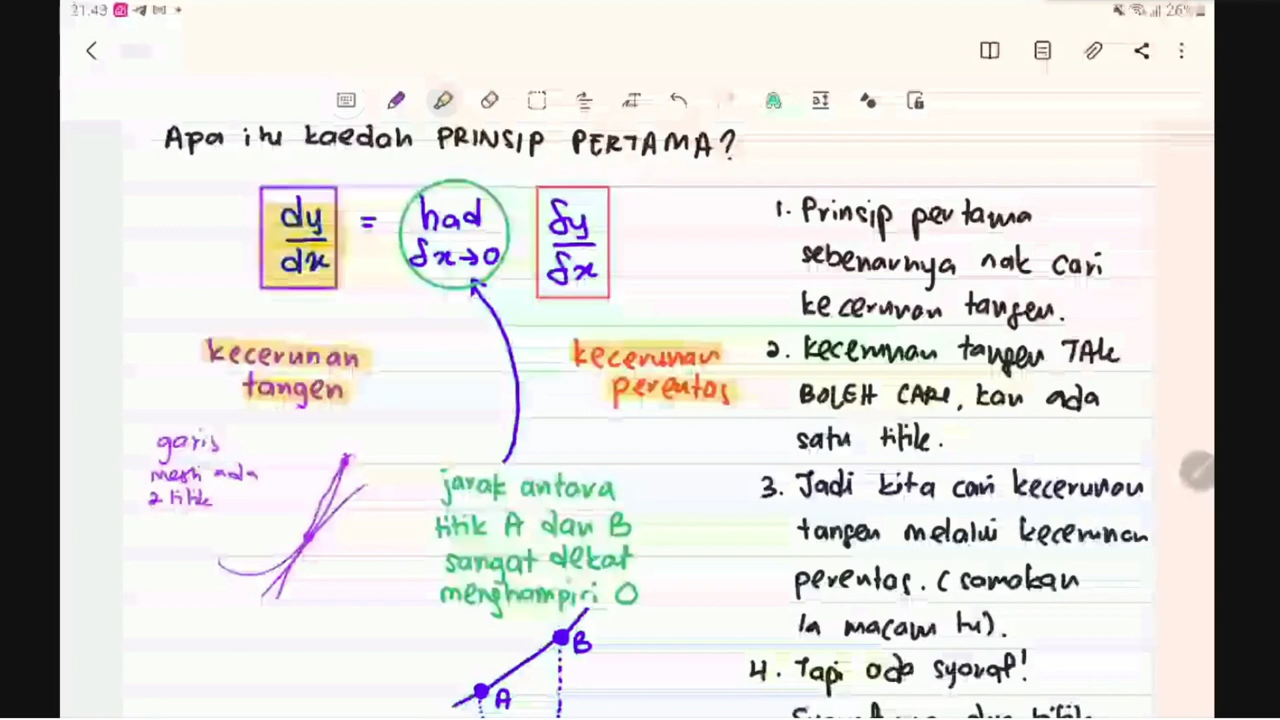 21.49
26%
Apa itu kaedah PRINSIP PERTAMA?
dy/dx = had δx→0 δy/δx
kecerunan
tangen
kecerunan
perentas
garis
mesti ada
2 titik
jarak antara
titik A dan B
sangat dekat
menghampiri 0
B
A
1. Prinsip pertama
sebenarnya nak cari
kecerunan tangen.
2. Kecerunan tangen TAK
BOLEH CARI, kan ada
satu titik.
3. Jadi kita cari kecerunan
tangen melalui kecerunan
perentas. (samakan
la macam tu).
4. Tapi ada syarat!